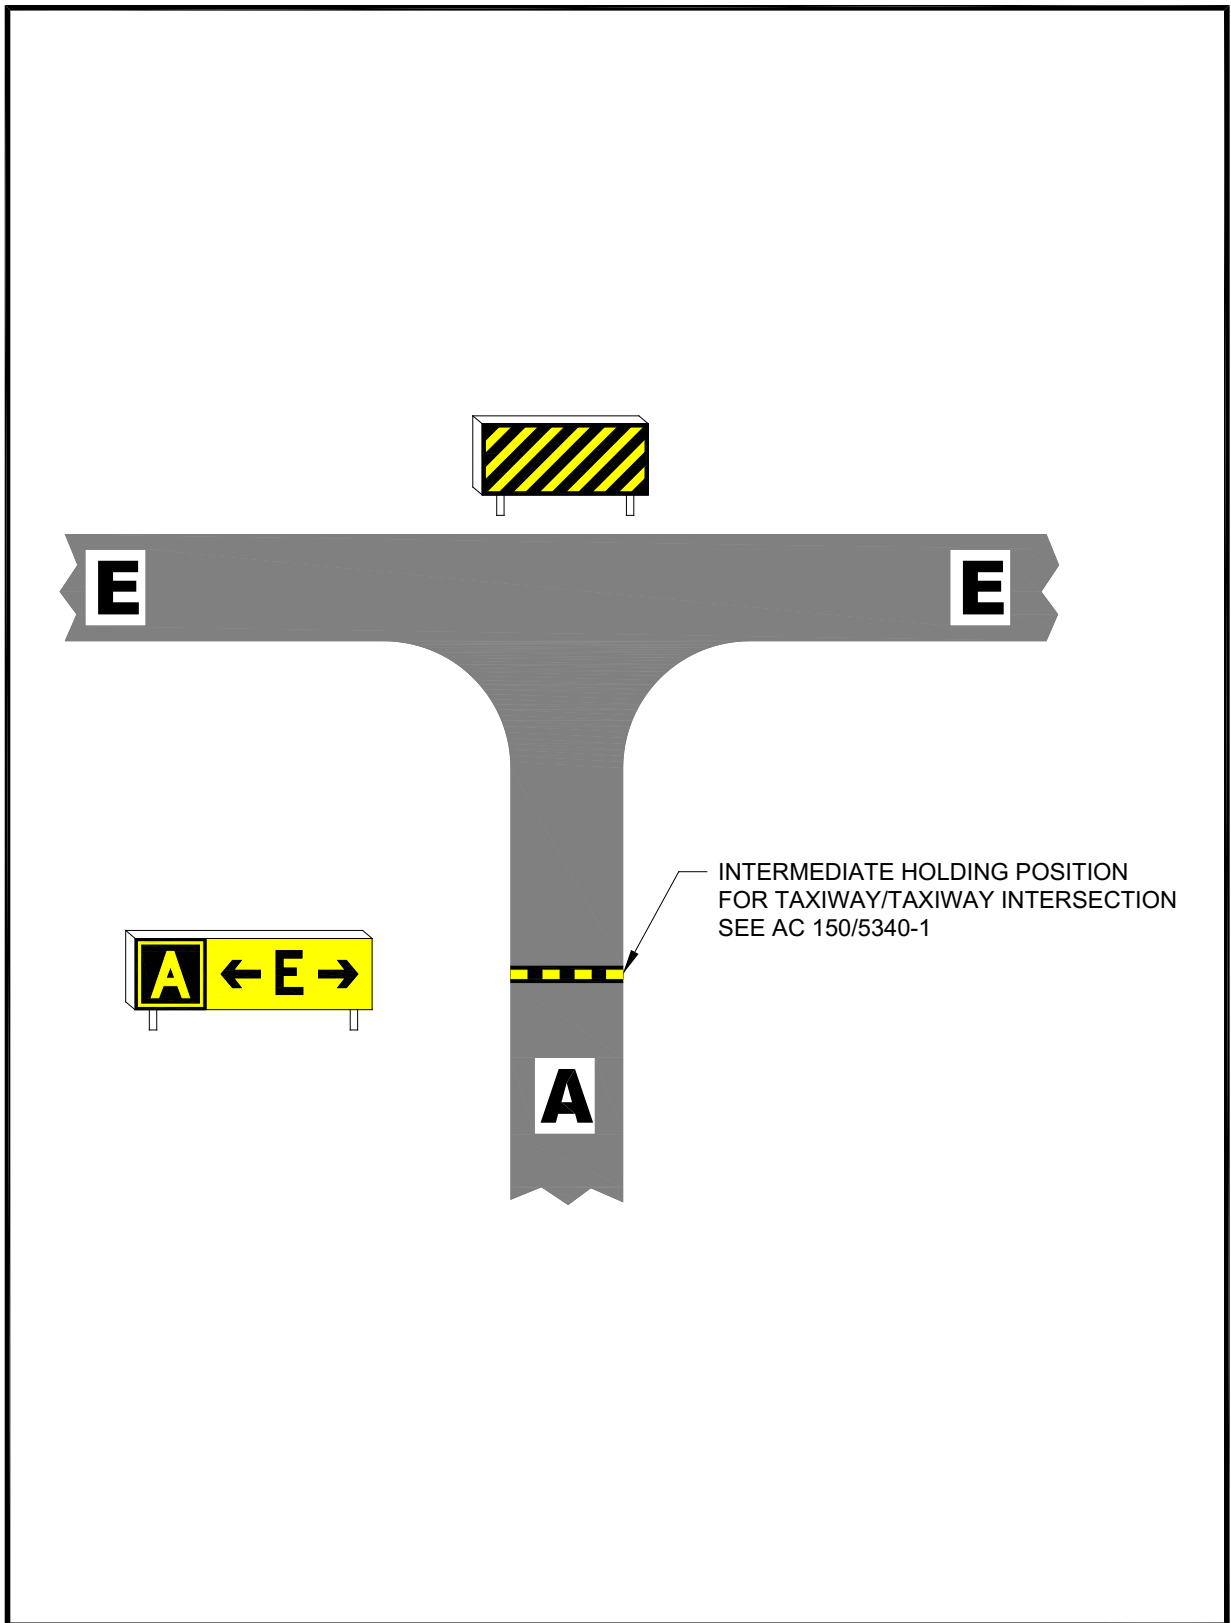 E E
INTERMEDIATE HOLDING POSITION
FOR TAXIWAY/TAXIWAY INTERSECTION
SEE AC 150/5340-1
A ← E →
A